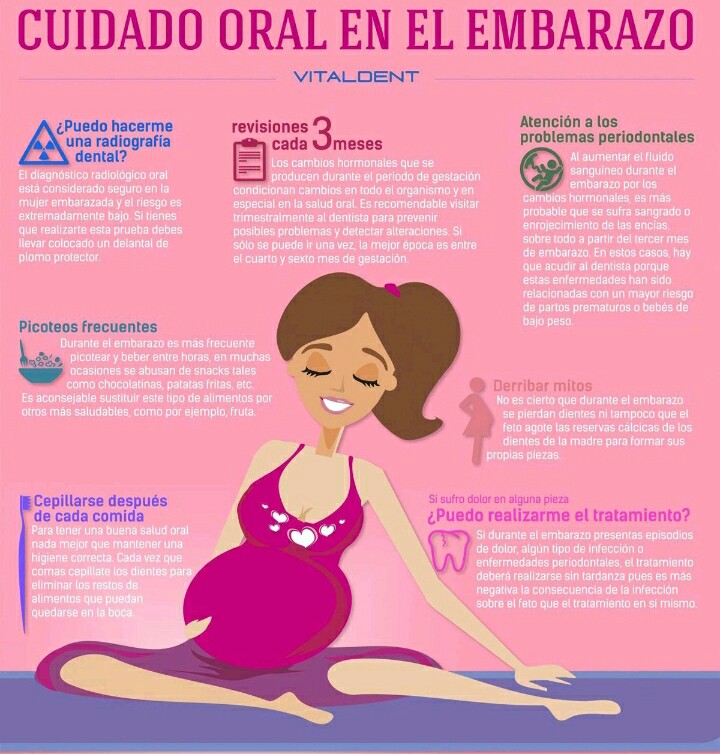 CUIDADO ORAL EN EL EMBARAZO
VITALDENT
¿Puedo hacerme
una radiografía
dental?
El diagnóstico radiológico oral
está considerado seguro en la
mujer embarazada y el riesgo es
extremadamente bajo. Si tienes
que realizarte esta prueba debes
llevar colocado un delantal de
plomo protector.
revisiones 3
cada meses
Los cambios hormonales que se
producen durante el periodo de gestación
condicionan cambios en todo el organismo y en
especial en la salud oral. Es recomendable visitar
trimestralmente al dentista para prevenir
posibles problemas y detectar alteraciones. Si
sólo se puede ir una vez, la mejor época es entre
el cuarto y sexto mes de gestación.
Atención a los
problemas periodontales
Al aumentar el fluido
sanguíneo durante el
embarazo por los
cambios hormonales, es más
probable que se sufra sangrado o
enrojecimiento de las encías,
sobre todo a partir del tercer mes
de embarazo. En estos casos, hay
que acudir al dentista porque
estas enfermedades han sido
relacionadas con un mayor riesgo
de partos prematuros o bebés de
bajo peso.
Picoteos frecuentes
Durante el embarazo es más frecuente
picotear y beber entre horas, en muchas
ocasiones se abusan de snacks tales
como chocolatinas, patatas fritas, etc.
Es aconsejable sustituir este tipo de alimentos por
otros más saludables, como por ejemplo, fruta.
Derribar mitos
No es cierto que durante el embarazo
se pierdan dientes ni tampoco que el
feto agote las reservas cálcicas de los
dientes de la madre para formar sus
propias piezas.
Cepillarse después
de cada comida
Para tener una buena salud oral
nada mejor que mantener una
higiene correcta. Cada vez que
comas cepíllate los dientes para
eliminar los restos de
alimentos que puedan
quedarse en la boca.
Si sufro dolor en alguna pieza
¿Puedo realizarme el tratamiento?
Si durante el embarazo presentas episodios
de dolor, algún tipo de infección o
enfermedades periodontales, el tratamiento
deberá realizarse sin tardanza pues es más
negativa la consecuencia de la infección
sobre el feto que el tratamiento en sí mismo.